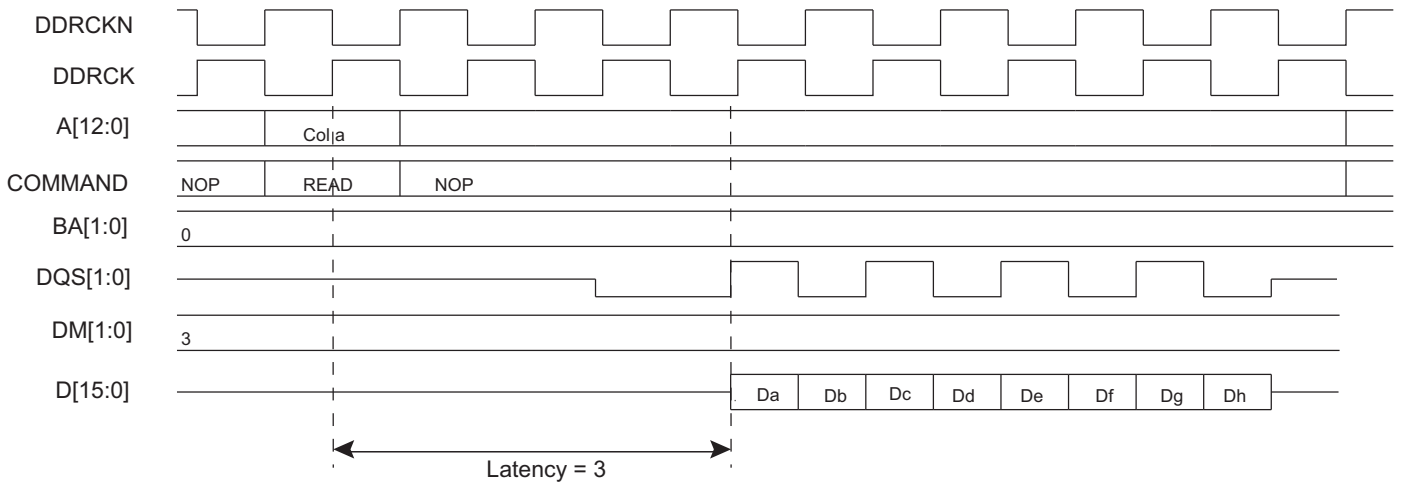 DDRCKN
DDRCK
A[12:0]
Col a
COMMAND
NOP READ NOP
BA[1:0]
0
DQS[1:0]
DM[1:0]
3
D[15:0]
Da Db Dc Dd De Df Dg Dh
Latency = 3